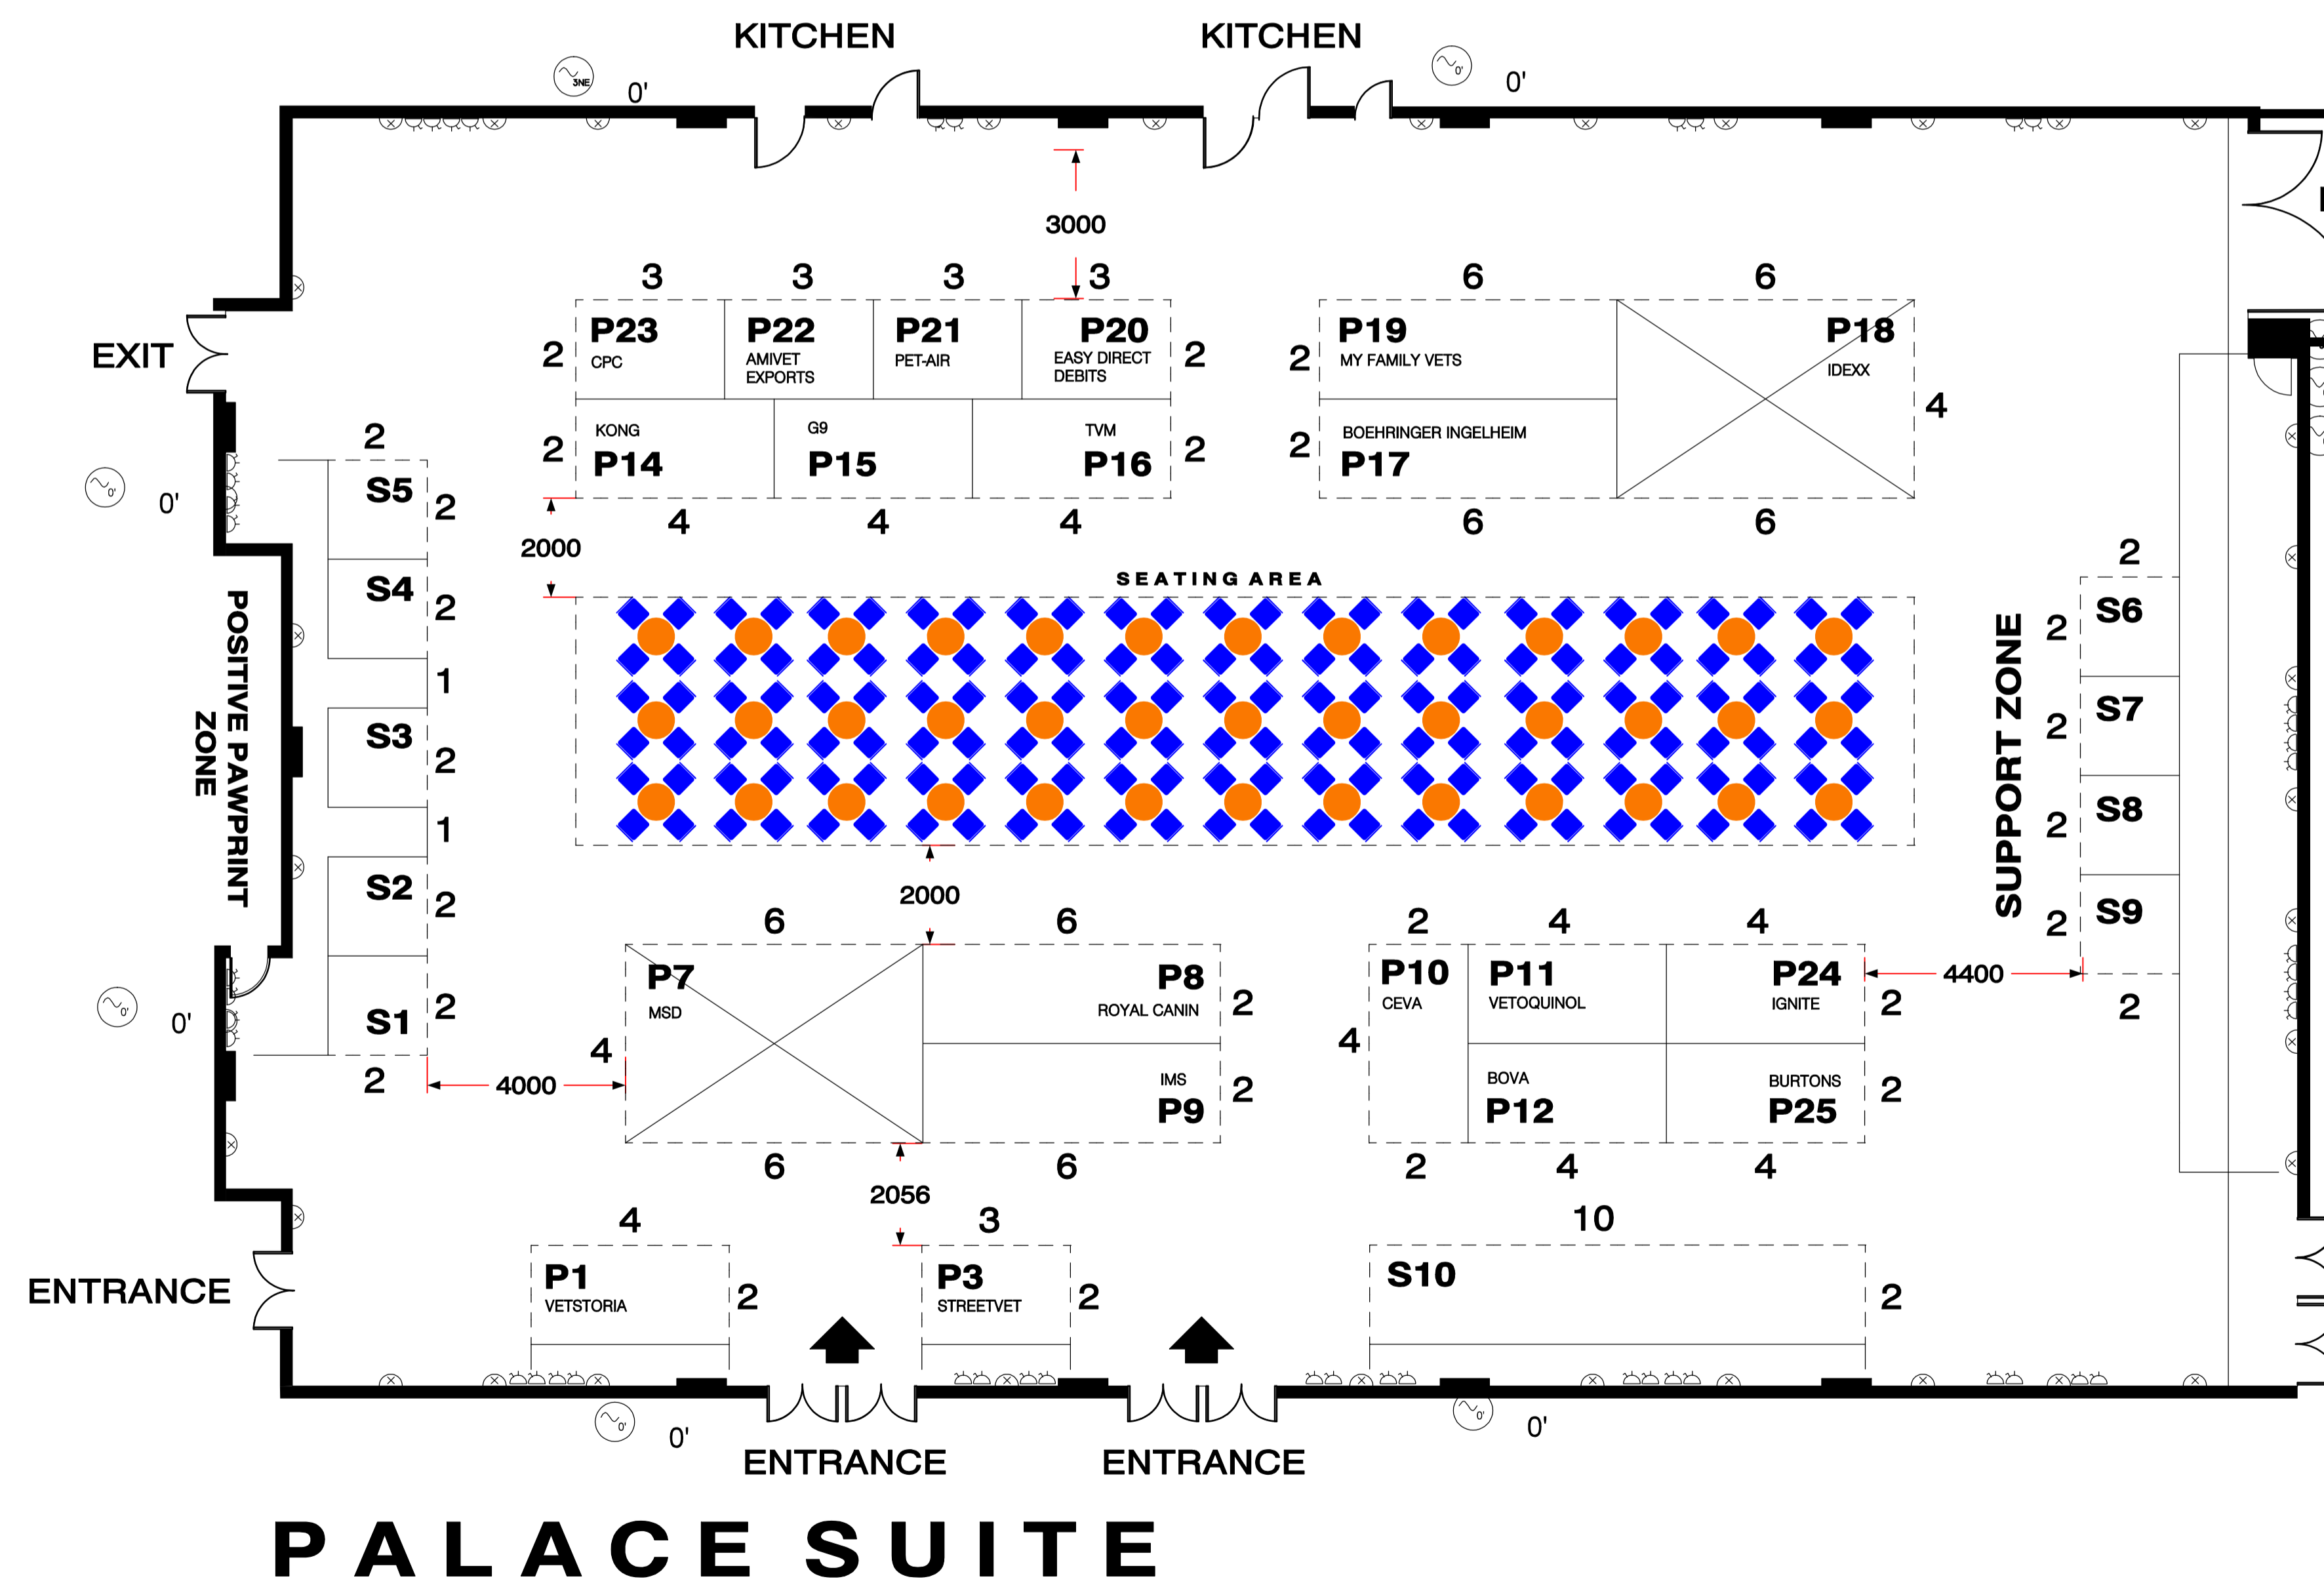 KITCHEN KITCHEN
3NE 0' 0' 0'
3000
3 3 3 3 6 6
P23 P22 P21 P20 P19 P18
CPC AMIVET EXPORTS PET-AIR EASY DIRECT DEBITS MY FAMILY VETS IDEXX
EXIT
2 2 2 4
KONG G9 TVM BOEHRINGER INGELHEIM
2 P14 P15 P16 2 2 P17
4 4 4 6 6
2000
0' 0'
2
S5 2
S4 2
1
S3 2
1
S2 2
S1 2
2
POSITIVE PAWPRINT
ZONE
0' 0'
SEATING AREA
SUPPORT ZONE
2
2 S6
2 S7
2 S8
2 S9
2
2000
6 6 2 4 4
P7 P8 P10 P11 P24
MSD ROYAL CANIN 2 CEVA VETOQUINOL IGNITE 2
4400
4 4
4000
IMS BOVA BURTONS
P9 2 P12 P25 2
6 6 2 4 4
2056
4 3 10
P1 P3 S10
VETSTORIA 2 STREETVET 2 2
ENTRANCE
0' 0' 0' 0'
ENTRANCE ENTRANCE
PALACE SUITE